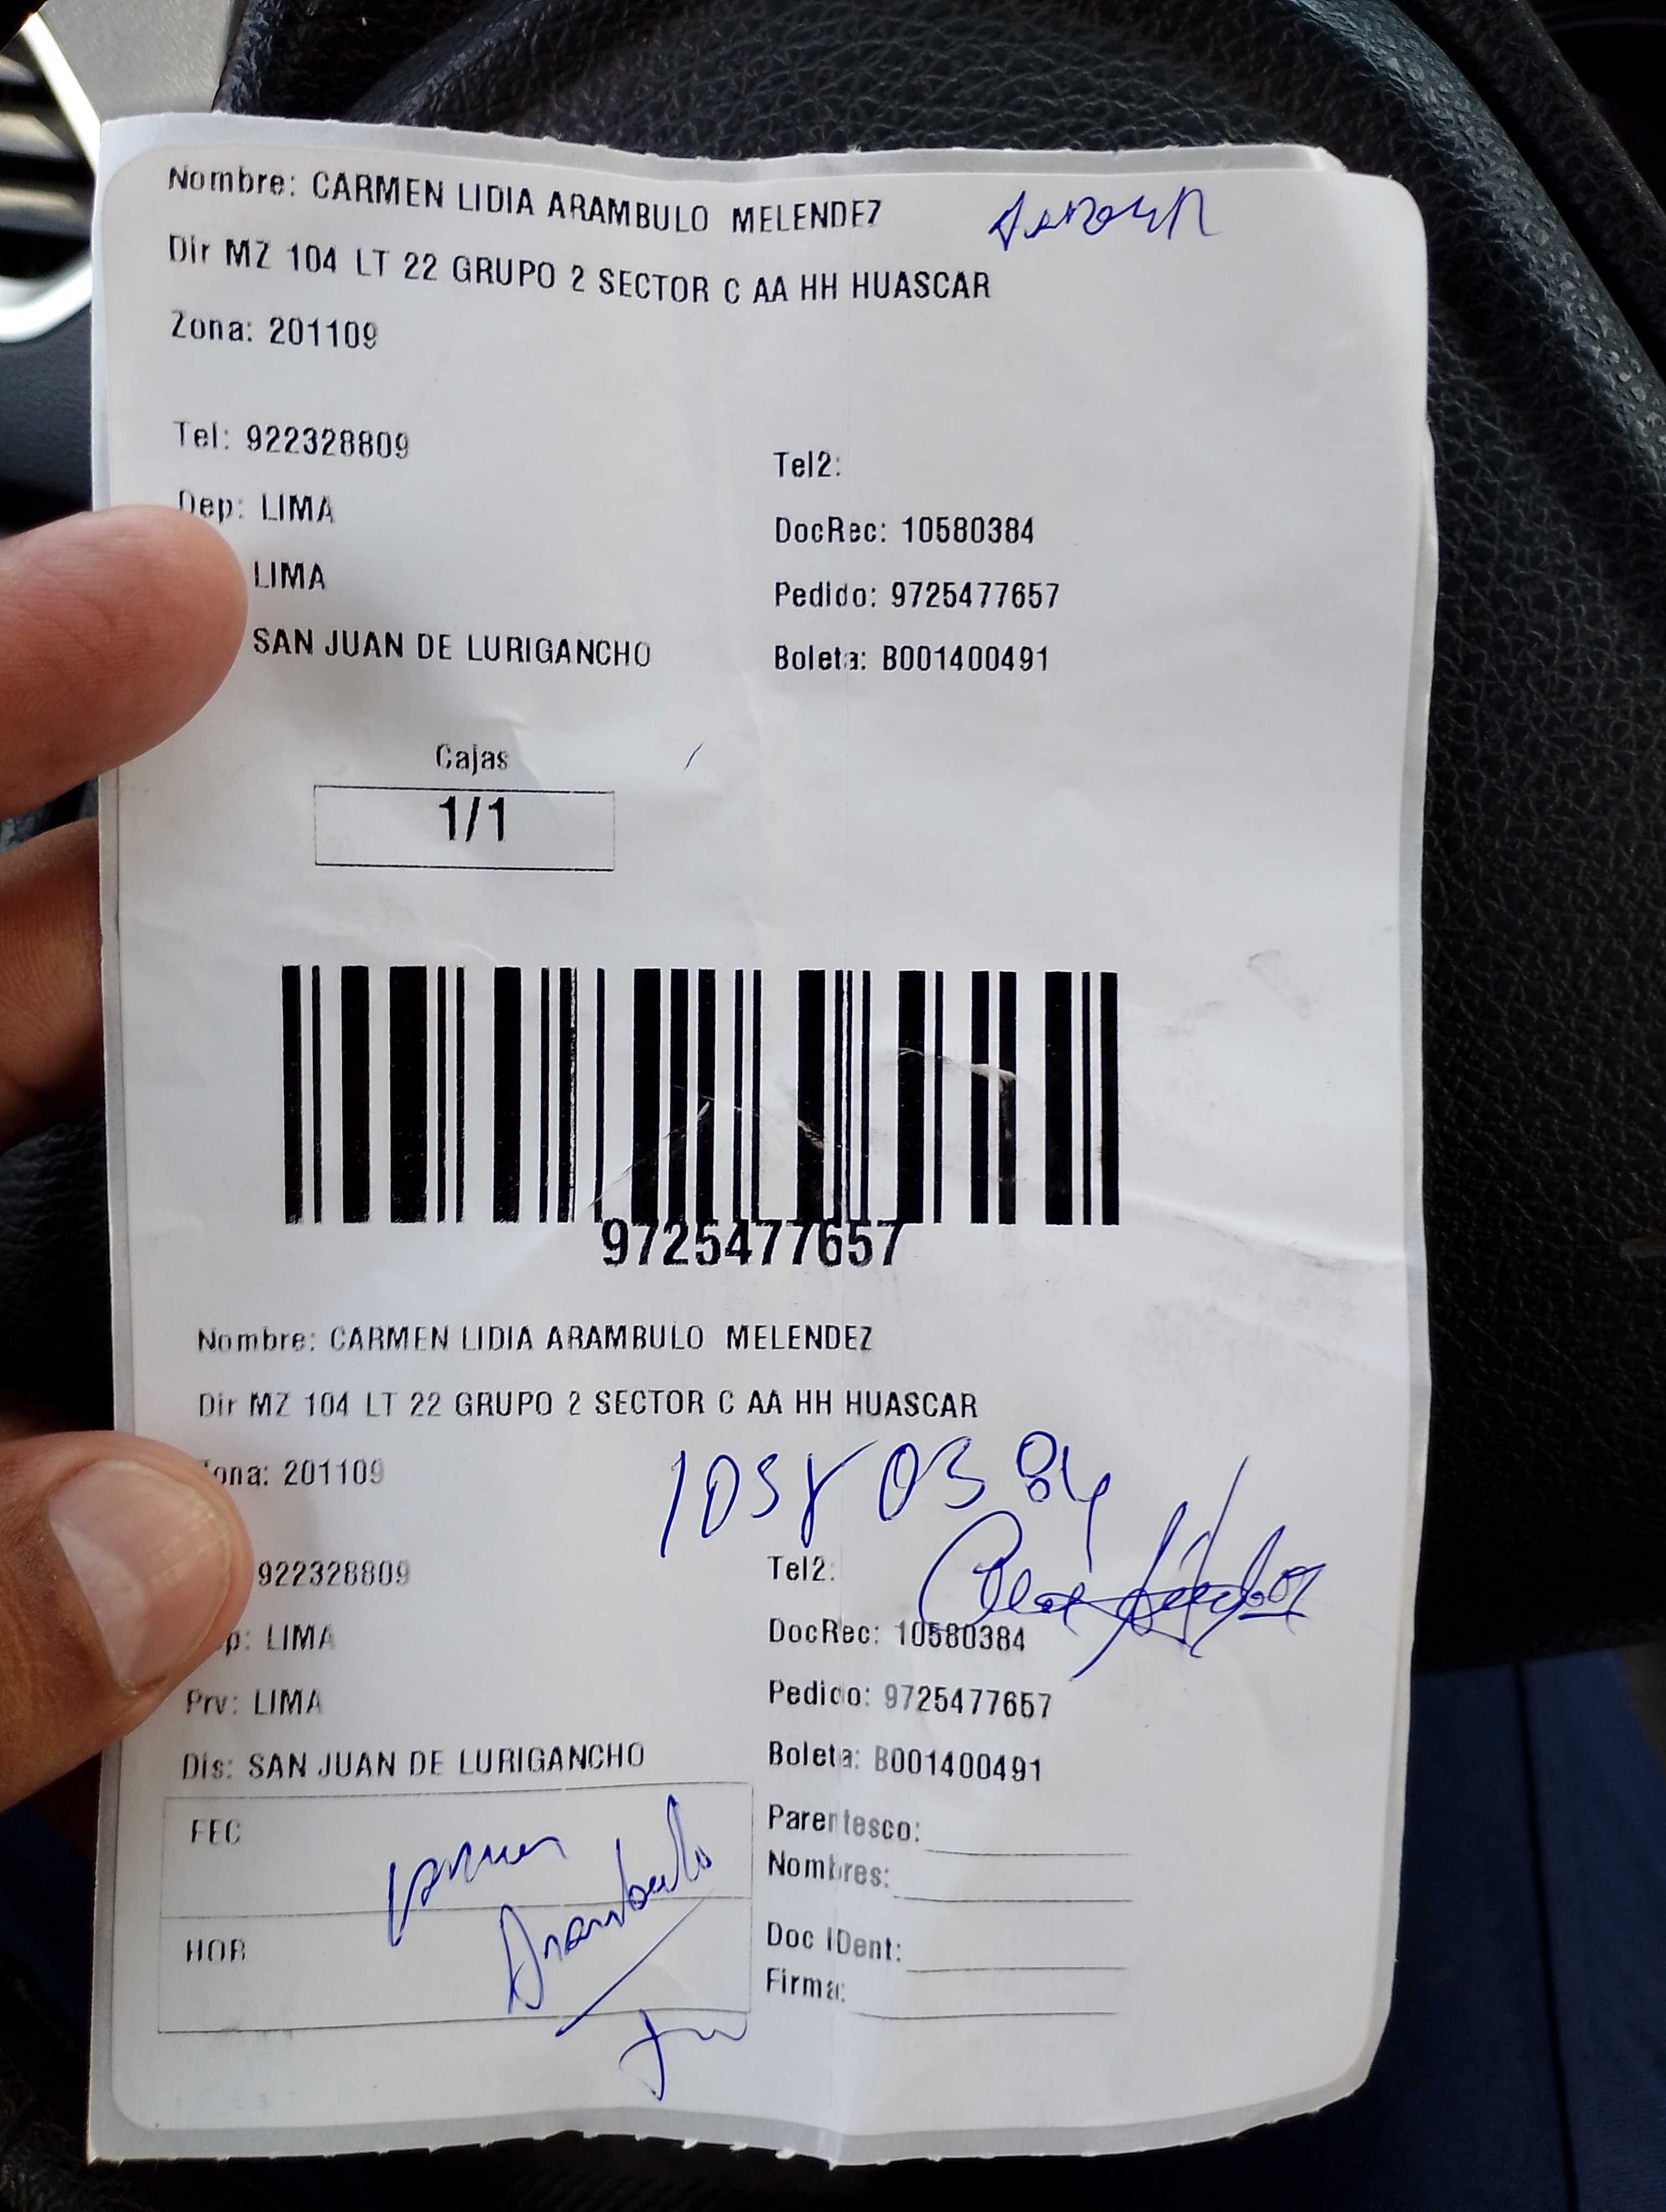 Nombre: CARMEN LIDIA ARAMBULO MELENDEZ
Dir MZ 104 LT 22 GRUPO 2 SECTOR C AA HH HUASCAR
Zona: 201109
Tel: 922328809
Tel2:
Dep: LIMA
DocRec: 10580384
LIMA
Pedido: 9725477657
SAN JUAN DE LURIGANCHO
Boleta: B001400491
Cajas
1/1
9725477657
Nombre: CARMEN LIDIA ARAMBULO MELENDEZ
Dir MZ 104 LT 22 GRUPO 2 SECTOR C AA HH HUASCAR
ona: 201109
10580384
922328809
Tel2:
p: LIMA
DocRec: 10580384
Prv: LIMA
Pedido: 9725477657
Dis: SAN JUAN DE LURIGANCHO
Boleta: B001400491
FEC
Parentesco:
Carmen
Nombres:
Arambulo
HOR
Doc IDent:
Firma: